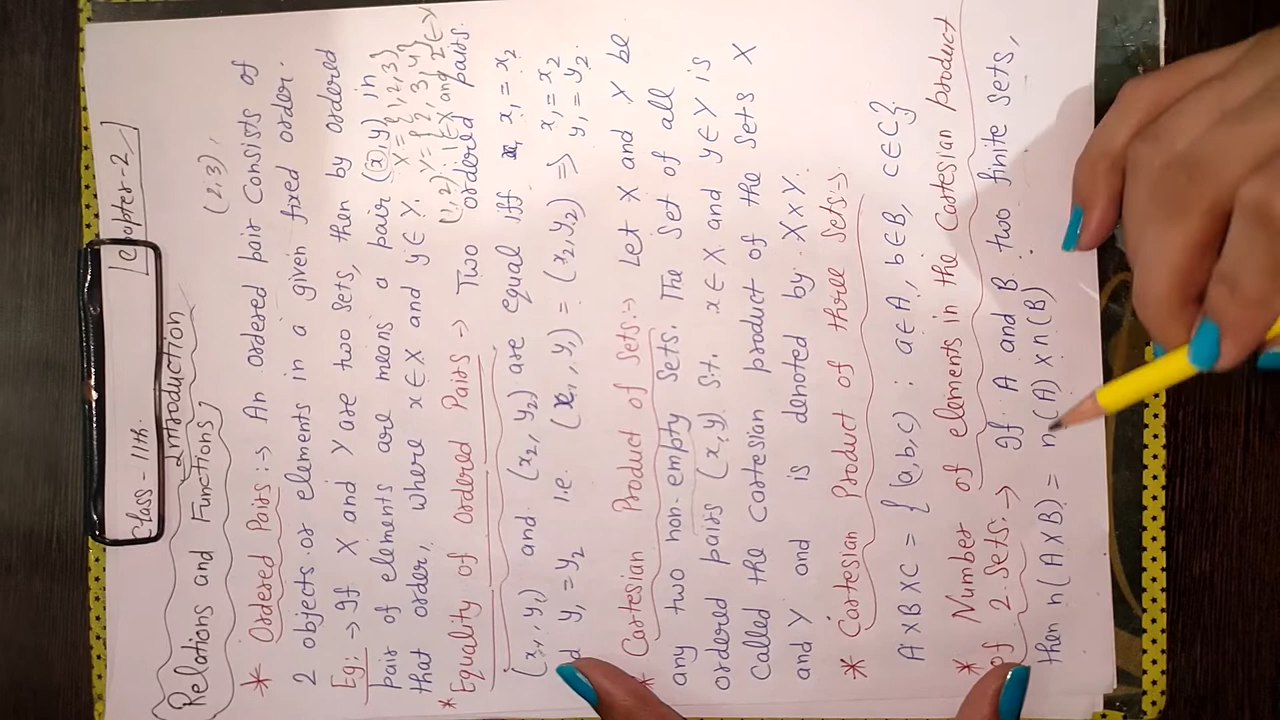 Class - 11th.
Chapter-2
Introduction
Relations and Functions
(2,3).
* Ordered Pairs :-> An ordered pair consists of
2 objects or elements in a given fixed order.
Eg:-> If X and Y are two sets, then by ordered
pair of elements are means a pair (x,y) in
that order, where x ∈ X and y ∈ Y.
X = {1,2,3}
Y = {2,3,4}
(1,2); 1 ∈ X and 2 ∈ Y
* Equality of ordered Pairs -> Two ordered pairs.
(x1, y1) and (x2, y2) are equal iff x1 = x2
y1 = y2 i.e (x1, y1) = (x2, y2) => x1 = x2
y1 = y2.
* Cartesian Product of Sets:-> Let X and Y be
any two non-empty sets. The set of all
ordered pairs (x,y) s.t. x ∈ X and y ∈ Y is
called the cartesian product of the sets X
and Y and is denoted by X×Y.
* Cartesian Product of three Sets:->
A×B×C = { (a,b,c) : a∈A, b∈B, c∈C}
* Number of elements in the Cartesian product
of 2 sets:-> If A and B two finite sets,
then n(A×B) = n(A) × n(B)